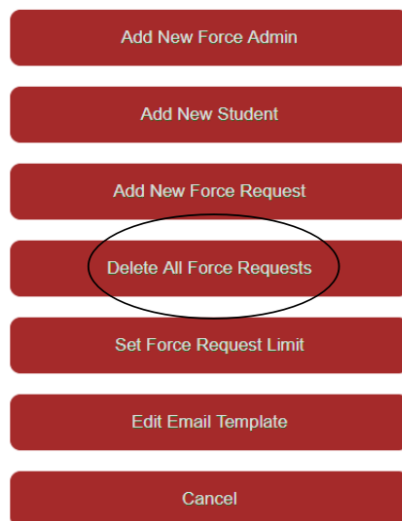 Add New Force Admin
Add New Student
Add New Force Request
Delete All Force Requests
Set Force Request Limit
Edit Email Template
Cancel